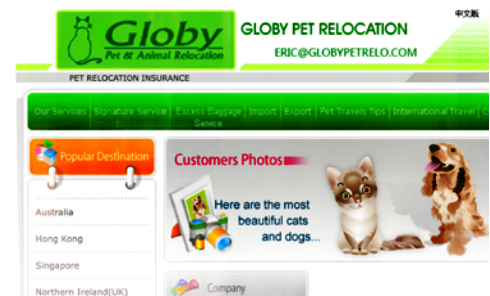 中文版
Globy
Pet & Animal Relocation
GLOBY PET RELOCATION
ERIC@GLOBYPETRELO.COM
PET RELOCATION INSURANCE
Our Services Signature Service Excess Baggage Service Import Export Pet Travels Tips International Travel
Popular Destination
Australia
Hong Kong
Singapore
Northern Ireland(UK)
Customers Photos
Here are the most
beautiful cats
and dogs...
Company